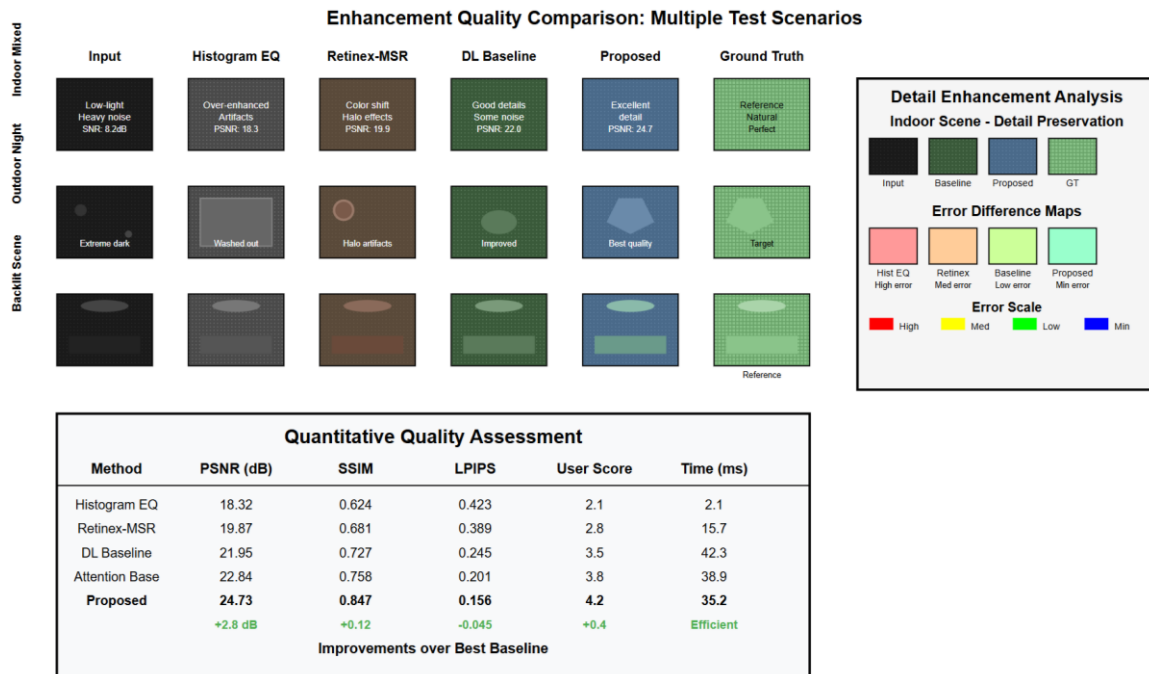 Enhancement Quality Comparison: Multiple Test Scenarios
Input Histogram EQ Retinex-MSR DL Baseline Proposed Ground Truth
Indoor Mixed
Low-light
Heavy noise
SNR: 8.2dB
Over-enhanced
Artifacts
PSNR: 18.3
Color shift
Halo effects
PSNR: 19.9
Good details
Some noise
PSNR: 22.0
Excellent
detail
PSNR: 24.7
Reference
Natural
Perfect
Outdoor Night
Extreme dark
Washed out
Halo artifacts
Improved
Best quality
Target
Backlit Scene
Reference
Detail Enhancement Analysis
Indoor Scene - Detail Preservation
Input Baseline Proposed GT
Error Difference Maps
Hist EQ Retinex Baseline Proposed
High error Med error Low error Min error
Error Scale
High Med Low Min
Quantitative Quality Assessment
Method PSNR (dB) SSIM LPIPS User Score Time (ms)
Histogram EQ 18.32 0.624 0.423 2.1 2.1
Retinex-MSR 19.87 0.681 0.389 2.8 15.7
DL Baseline 21.95 0.727 0.245 3.5 42.3
Attention Base 22.84 0.758 0.201 3.8 38.9
Proposed 24.73 0.847 0.156 4.2 35.2
+2.8 dB +0.12 -0.045 +0.4 Efficient
Improvements over Best Baseline